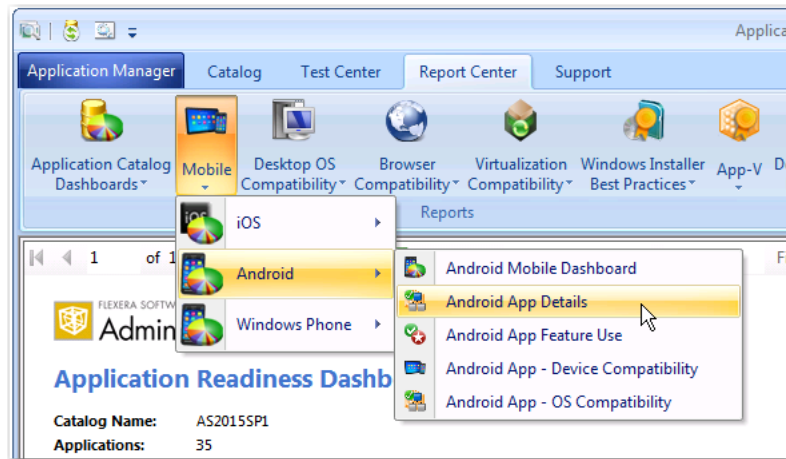 Applica
Application Manager Catalog Test Center Report Center Support
Application Catalog Dashboards
Mobile
Desktop OS Compatibility
Browser Compatibility
Virtualization Compatibility
Windows Installer Best Practices
App-V
D
Reports
iOS
iOS
1 of 1
F
Android
Windows Phone
Android Mobile Dashboard
Android App Details
Android App Feature Use
Android App - Device Compatibility
Android App - OS Compatibility
FLEXERA SOFTW
Admin
Application Readiness Dashb
Catalog Name: AS2015SP1
Applications: 35